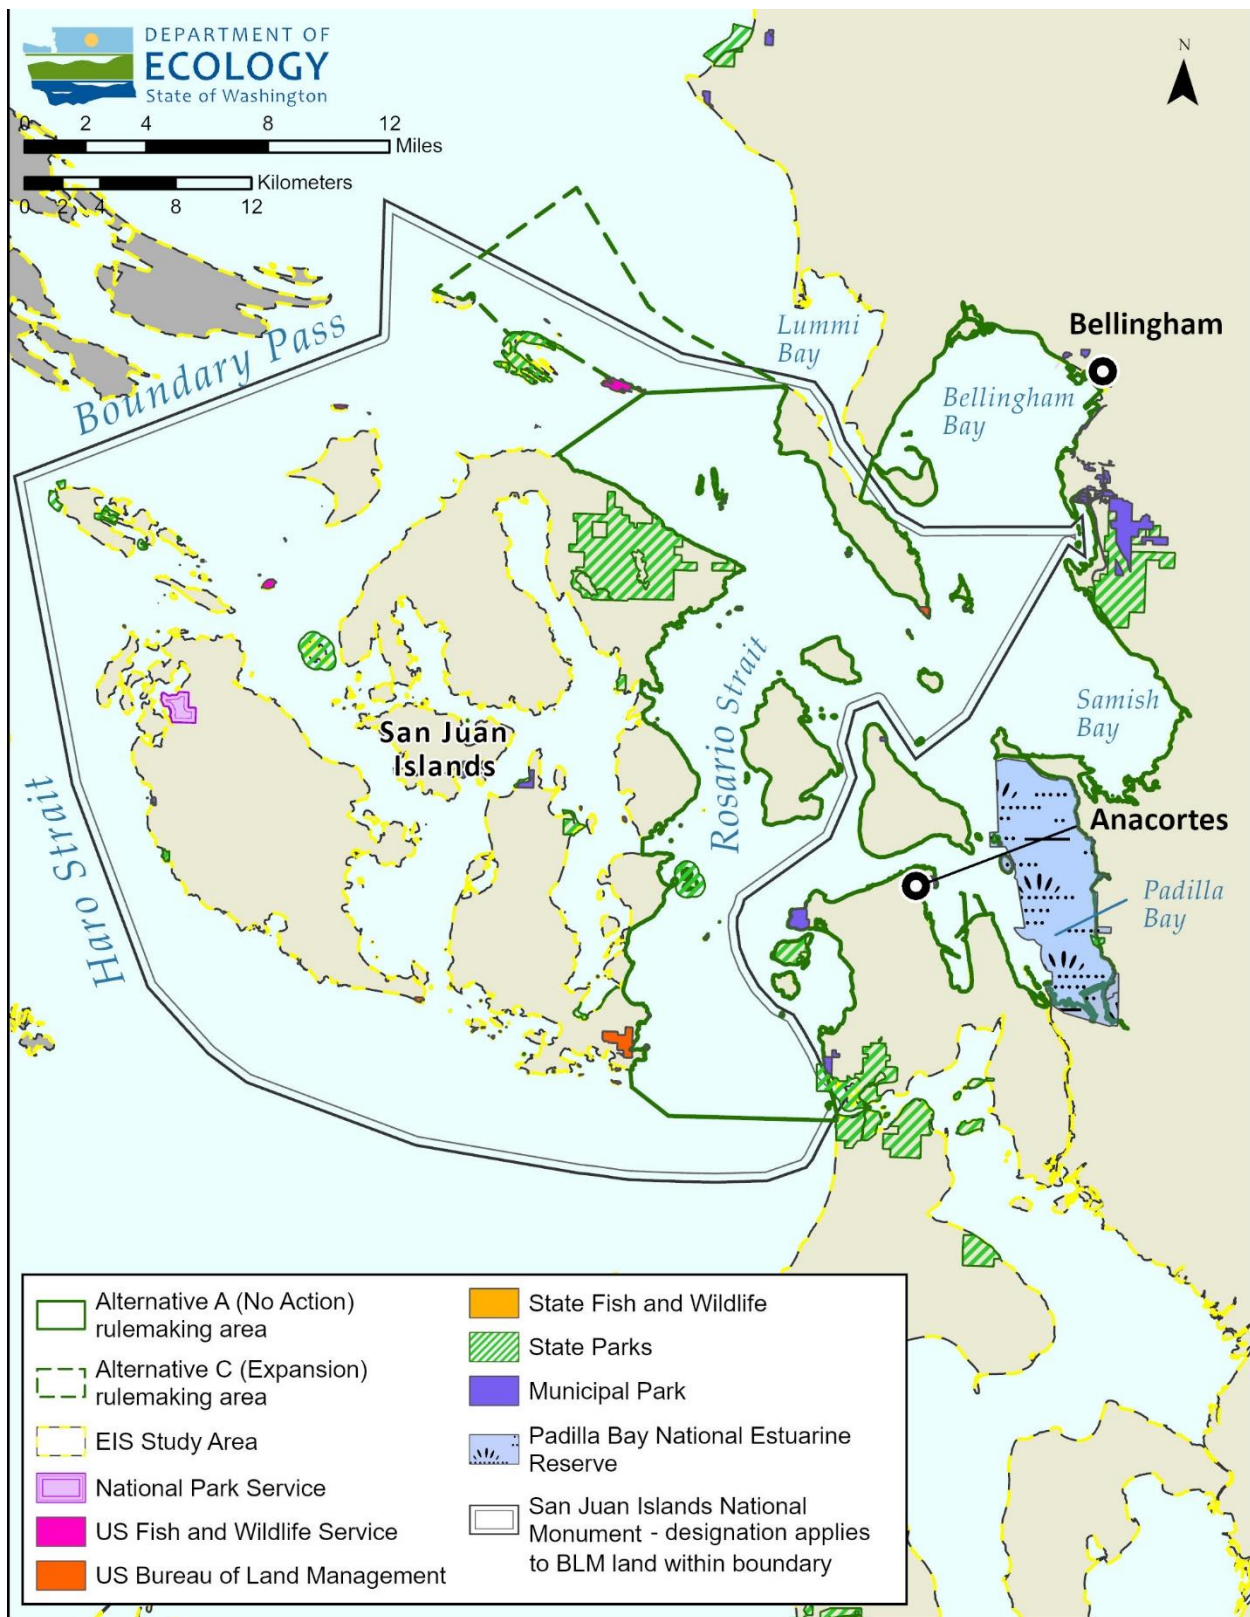 DEPARTMENT OF
ECOLOGY
State of Washington
N
0 2 4 8 12
Miles
Kilometers
0 2 4 8 12
Boundary Pass
Lummi
Bay
Bellingham
Bellingham
Bay
San Juan
Islands
Rosario Strait
Samish
Bay
Haro Strait
Anacortes
Padilla
Bay
Alternative A (No Action)
rulemaking area
Alternative C (Expansion)
rulemaking area
EIS Study Area
National Park Service
US Fish and Wildlife Service
US Bureau of Land Management
State Fish and Wildlife
State Parks
Municipal Park
Padilla Bay National Estuarine
Reserve
San Juan Islands National
Monument - designation applies
to BLM land within boundary